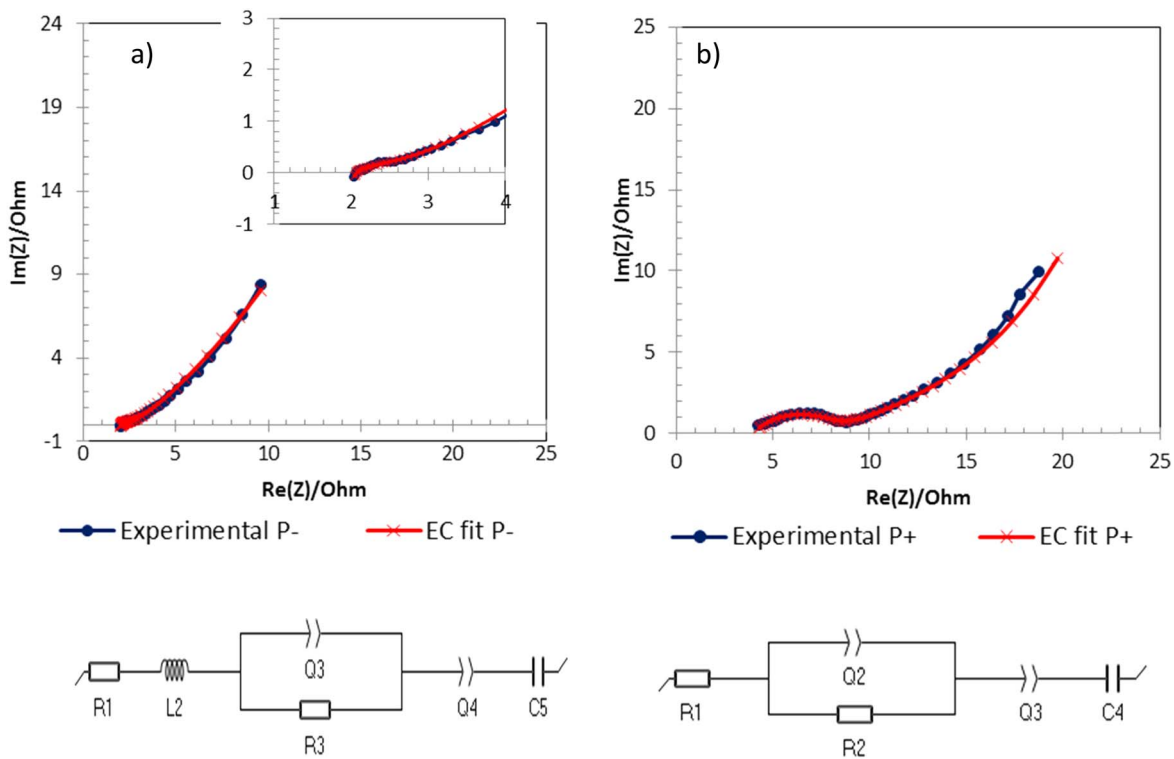 a)
24
19
14
9
4
-1
0
5
10
15
20
25
Im(Z)/Ohm
Re(Z)/Ohm
3
2
1
0
-1
1
2
3
4
Experimental P-
EC fit P-
b)
25
20
15
10
5
0
0
5
10
15
20
25
Im(Z)/Ohm
Re(Z)/Ohm
Experimental P+
EC fit P+
R1
L2
Q3
R3
Q4
C5
R1
Q2
R2
Q3
C4